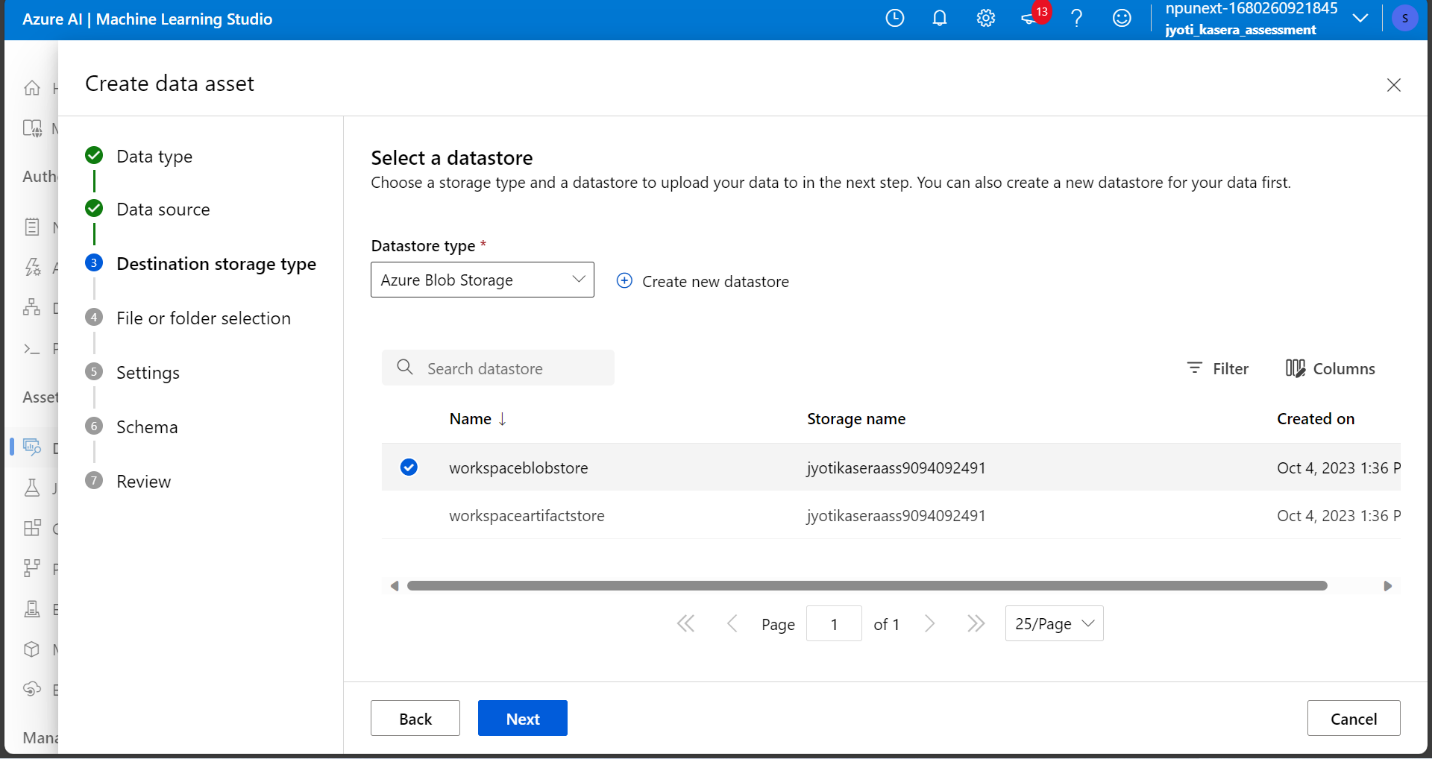 Azure AI | Machine Learning Studio
13
npunext-1680260921845
jyoti_kasera_assessment
S
Create data asset
Auth
Asset
Mana
Data type
Data source
3 Destination storage type
4 File or folder selection
5 Settings
6 Schema
7 Review
Select a datastore
Choose a storage type and a datastore to upload your data to in the next step. You can also create a new datastore for your data first.
Datastore type *
Azure Blob Storage
Create new datastore
Search datastore
Filter
Columns
Name ↓ Storage name Created on
workspaceblobstore jyotikaseraass9094092491 Oct 4, 2023 1:36 P
workspaceartifactstore jyotikaseraass9094092491 Oct 4, 2023 1:36 P
Page 1 of 1 25/Page
Back Next Cancel